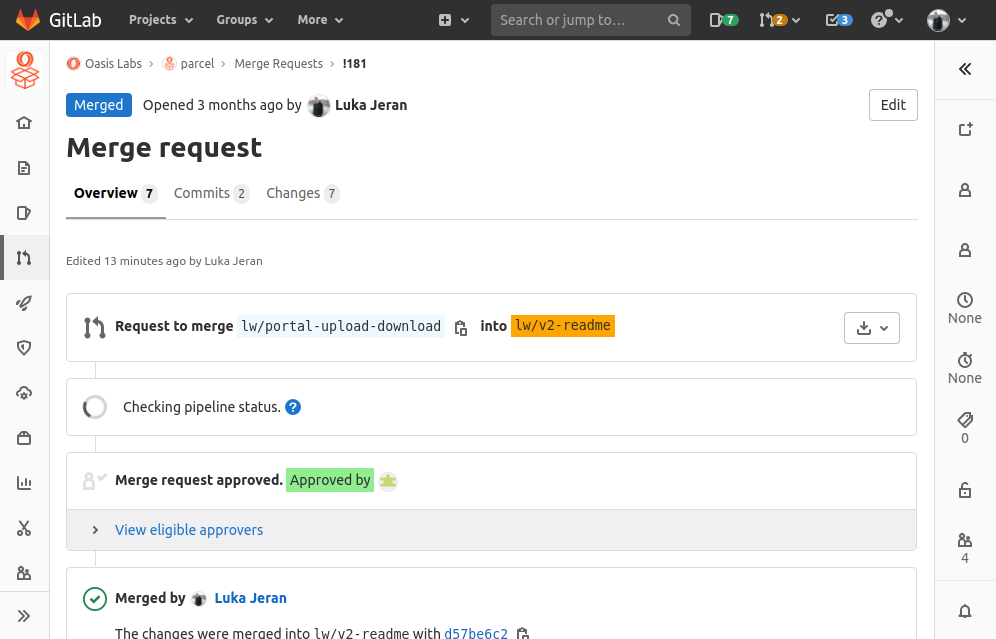 GitLab Projects Groups More Search or jump to... 7 2 3 ?
Oasis Labs › parcel › Merge Requests › !181
Merged Opened 3 months ago by Luka Jeran Edit
Merge request
Overview 7 Commits 2 Changes 7
Edited 13 minutes ago by Luka Jeran
Request to merge lw/portal-upload-download into lw/v2-readme
None
Checking pipeline status. ?
None
0
Merge request approved. Approved by
View eligible approvers
4
Merged by Luka Jeran
The changes were merged into lw/v2-readme with d57be6c2